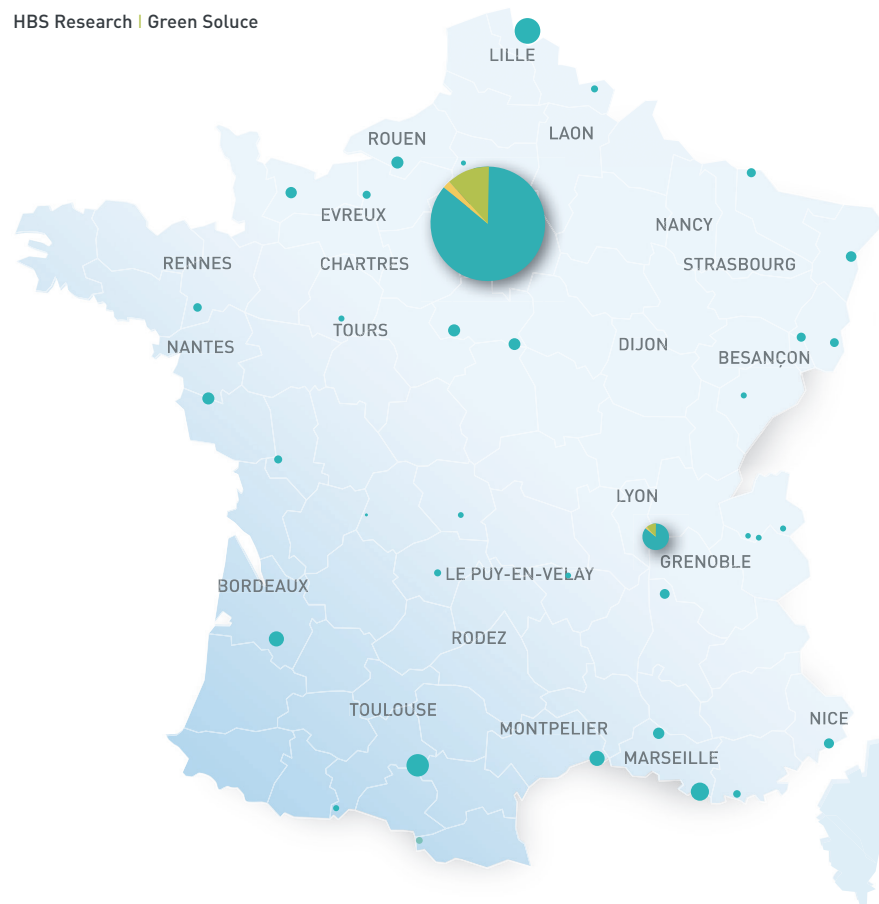 HBS Research | Green Soluce
LILLE
LAON
ROUEN
EVREUX
NANCY
RENNES
CHARTRES
STRASBOURG
TOURS
NANTES
DIJON
BESANÇON
LYON
GRENOBLE
LE PUY-EN-VELAY
BORDEAUX
RODEZ
TOULOUSE
NICE
MONTPELIER
MARSEILLE